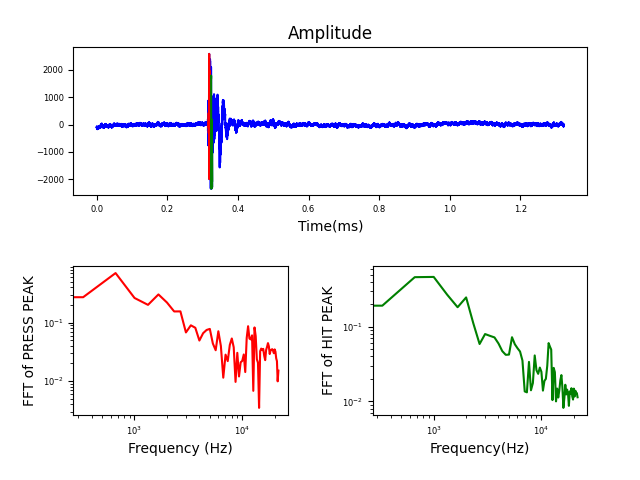 Amplitude
2000
1000
0
−1000
−2000
0.0 0.2 0.4 0.6 0.8 1.0 1.2
Time(ms)
FFT of PRESS PEAK
10⁻¹
10⁻²
10³ 10⁴
Frequency (Hz)
FFT of HIT PEAK
10⁻¹
10⁻²
10³ 10⁴
Frequency(Hz)